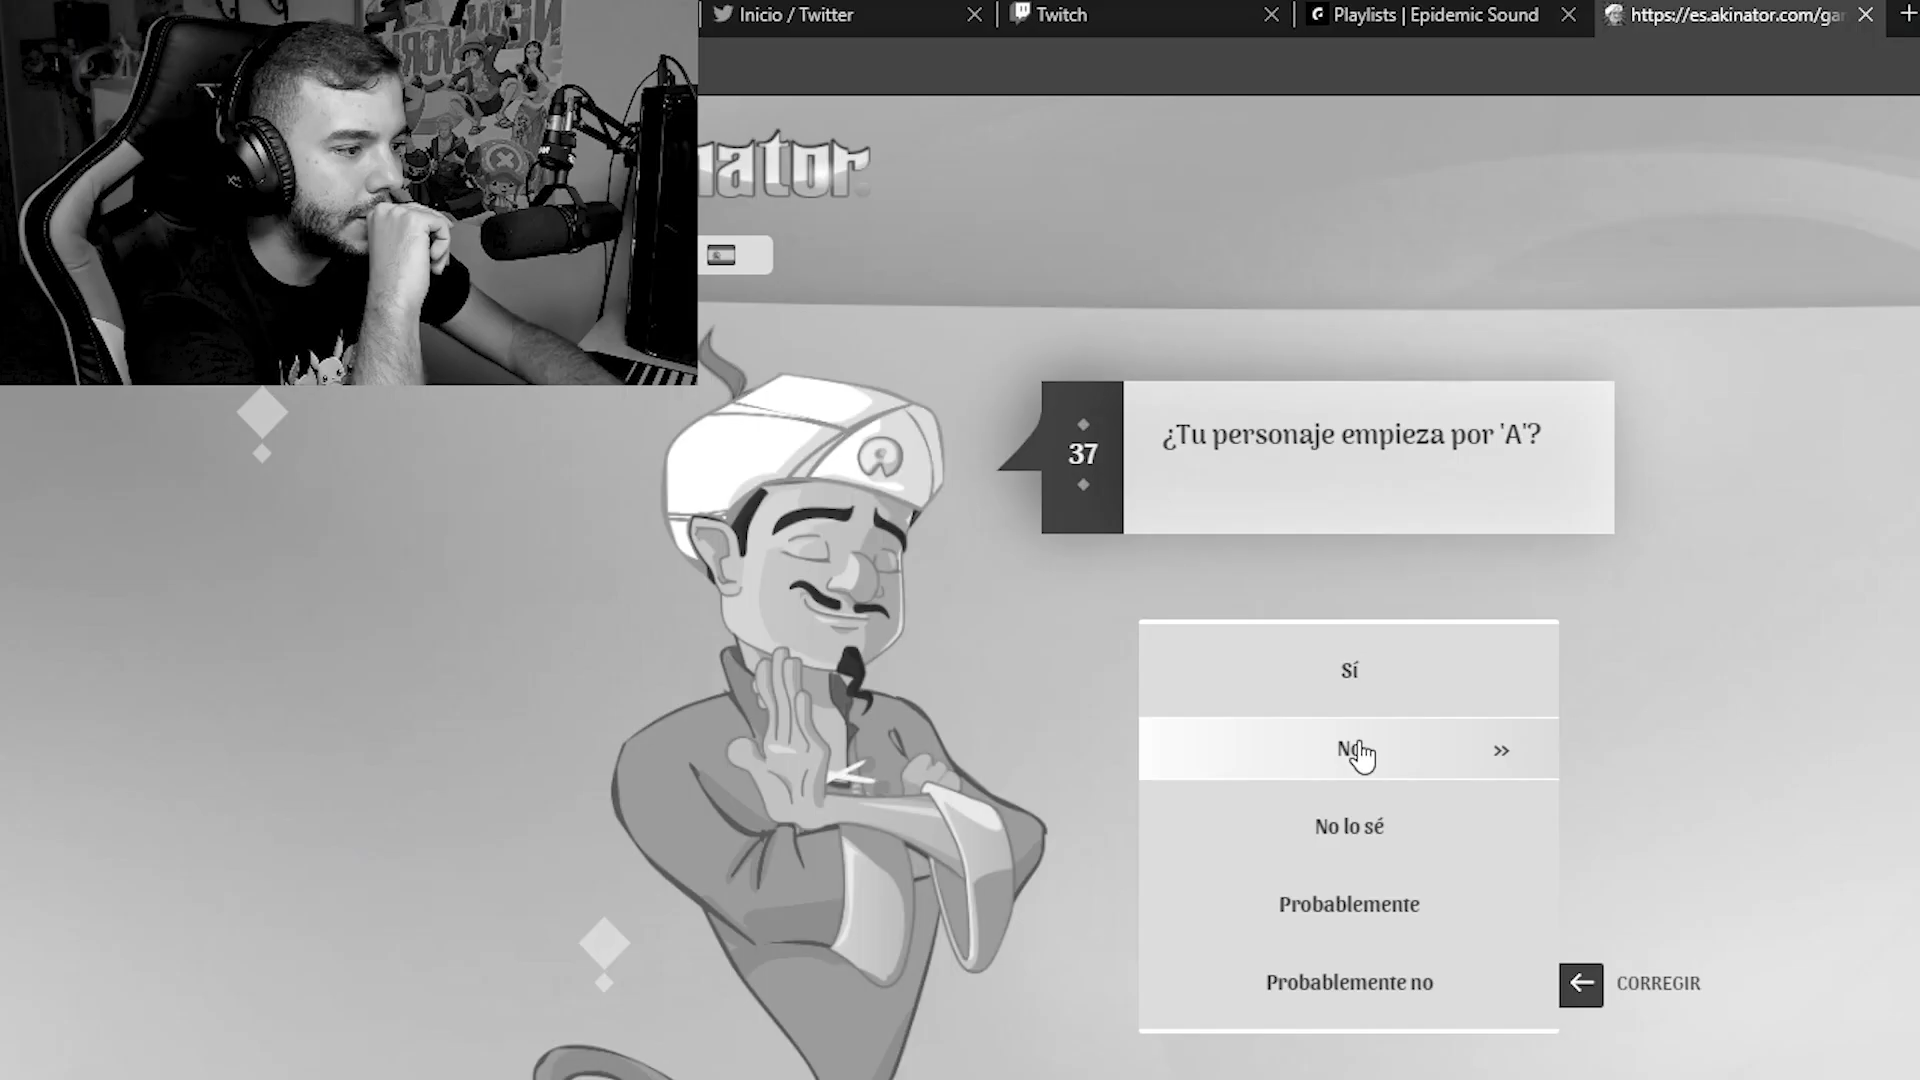 Inicio / Twitter
Twitch
Playlists | Epidemic Sound
https://es.akinator.com/gar
nator.
37
¿Tu personaje empieza por 'A'?
Sí
No
No lo sé
Probablemente
Probablemente no
CORREGIR